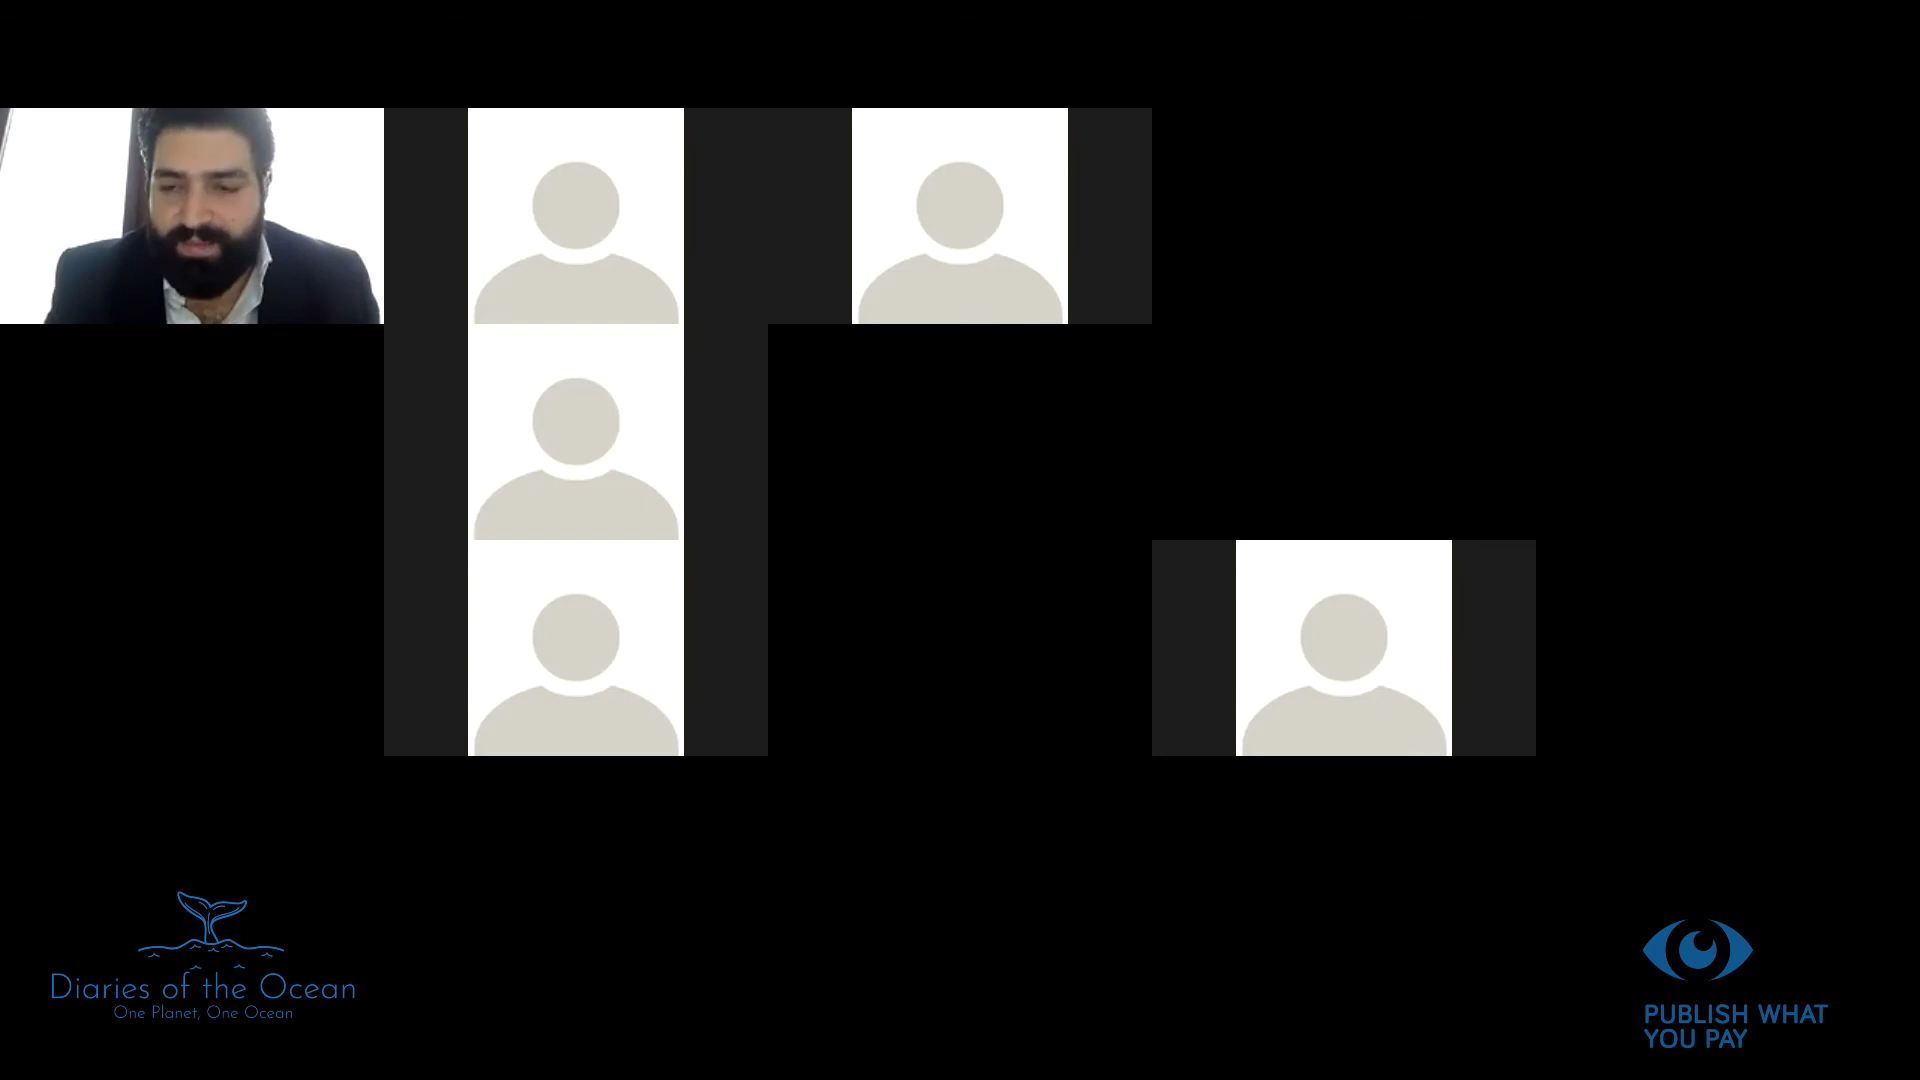 Diaries of the Ocean
One Planet, One Ocean
PUBLISH WHAT
YOU PAY